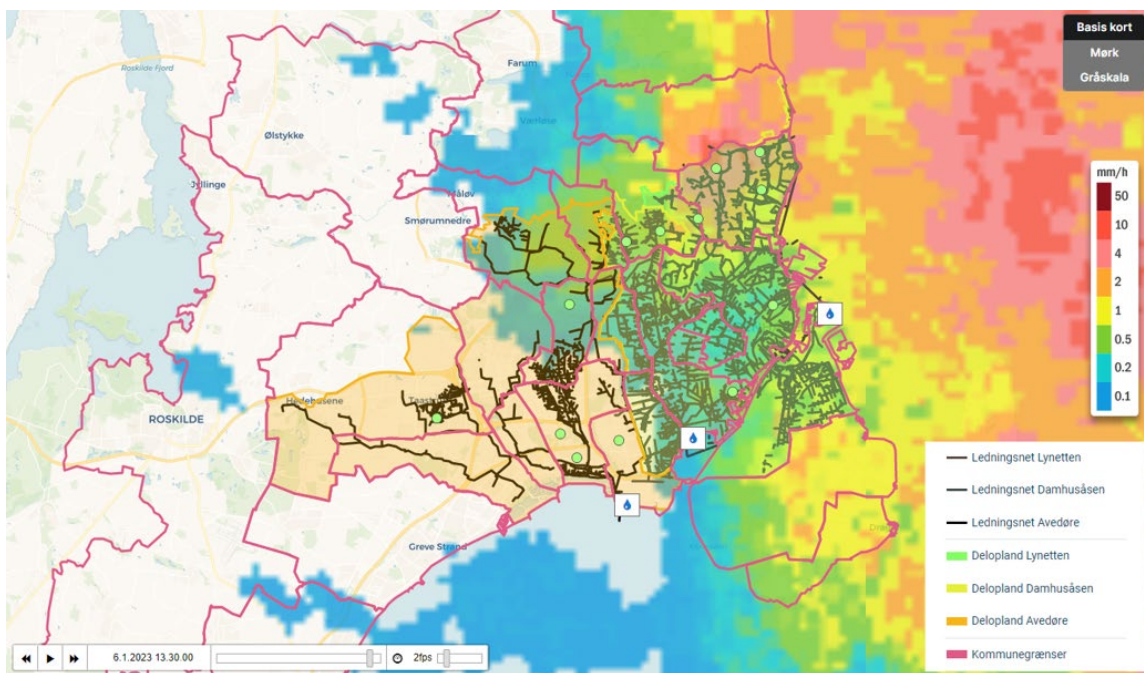 Basis kort
Mørk
Gråskala
Roskilde Fjord
Farum
Værløse
Ølstykke
Jyllinge
Måløv
Smørumnedre
mm/h
50
10
4
2
1
0.5
0.2
0.1
Hedehusene
ROSKILDE
Greve Strand
Ledningsnet Lynetten
Ledningsnet Damhusåsen
Ledningsnet Avedøre
Delopland Lynetten
Delopland Damhusåsen
Delopland Avedøre
Kommunegrænser
6.1.2023 13.30.00
2fps